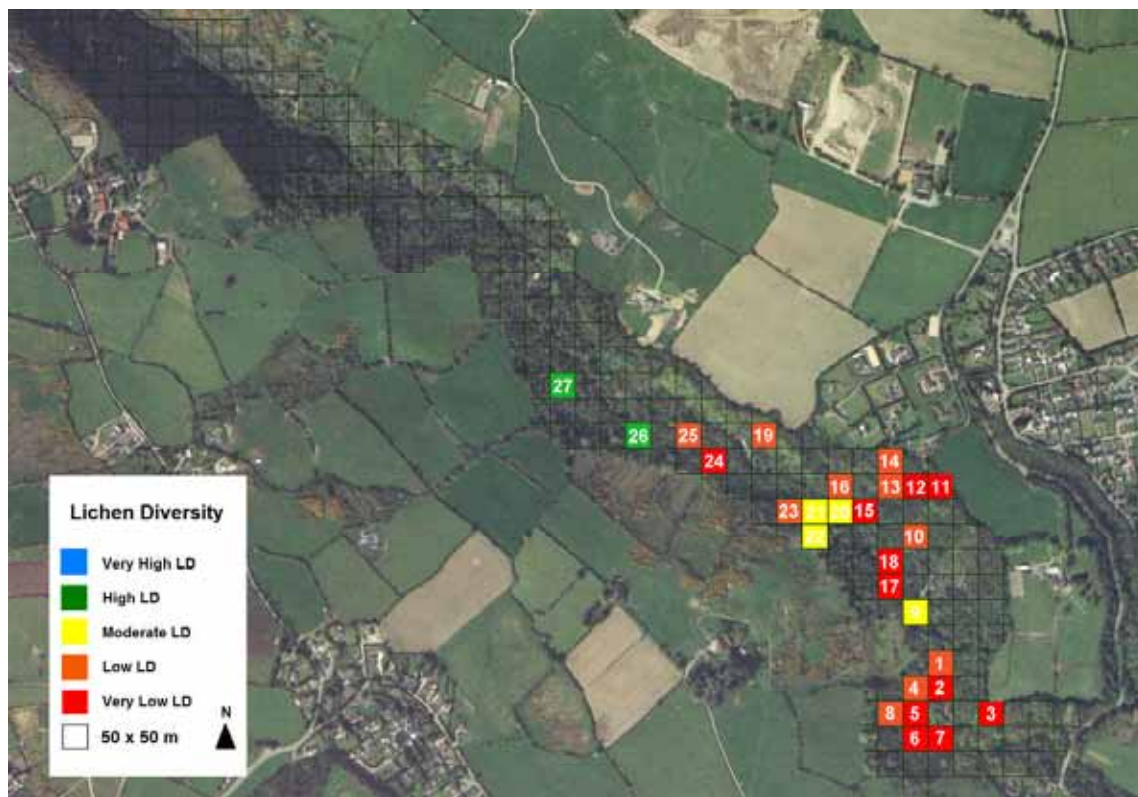 27
26 25 19
24 14
16 13 12 11
23 21 20 15
22 10
18
17
9
1
4 2
8 5 3
6 7
Lichen Diversity
Very High LD
High LD
Moderate LD
Low LD
Very Low LD
50 x 50 m
N